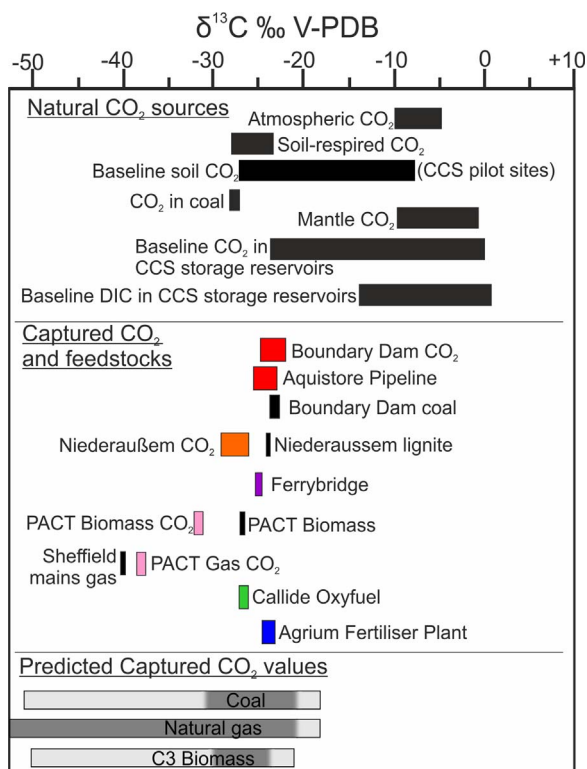 δ¹³C ‰ V-PDB
-50 -40 -30 -20 -10 0 +10
Natural CO₂ sources
Atmospheric CO₂
Soil-respired CO₂
Baseline soil CO₂ (CCS pilot sites)
CO₂ in coal
Mantle CO₂
Baseline CO₂ in
CCS storage reservoirs
Baseline DIC in CCS storage reservoirs
Captured CO₂
and feedstocks
Boundary Dam CO₂
Aquistore Pipeline
Boundary Dam coal
Niederaußem CO₂ Niederaussem lignite
Ferrybridge
PACT Biomass CO₂ PACT Biomass
Sheffield
mains gas
PACT Gas CO₂
Callide Oxyfuel
Agrium Fertiliser Plant
Predicted Captured CO₂ values
Coal
Natural gas
C3 Biomass